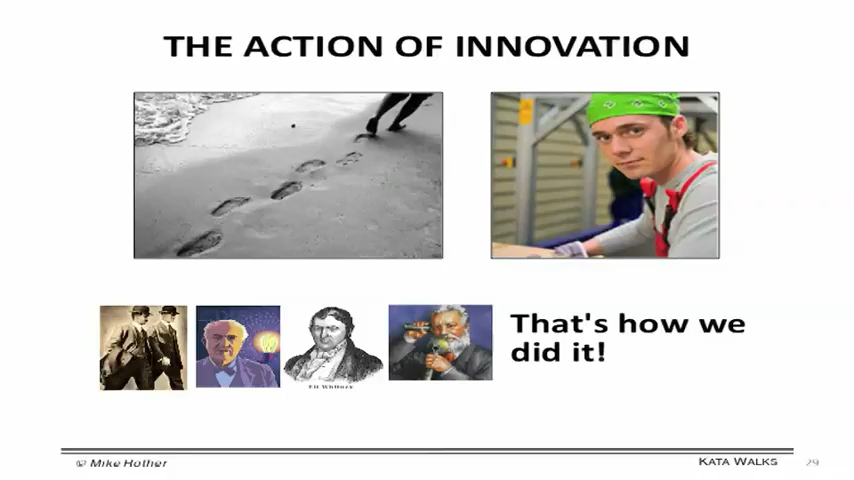 THE ACTION OF INNOVATION
Eli Whitney
That's how we
did it!
© Mike Rother
KATA WALKS
29